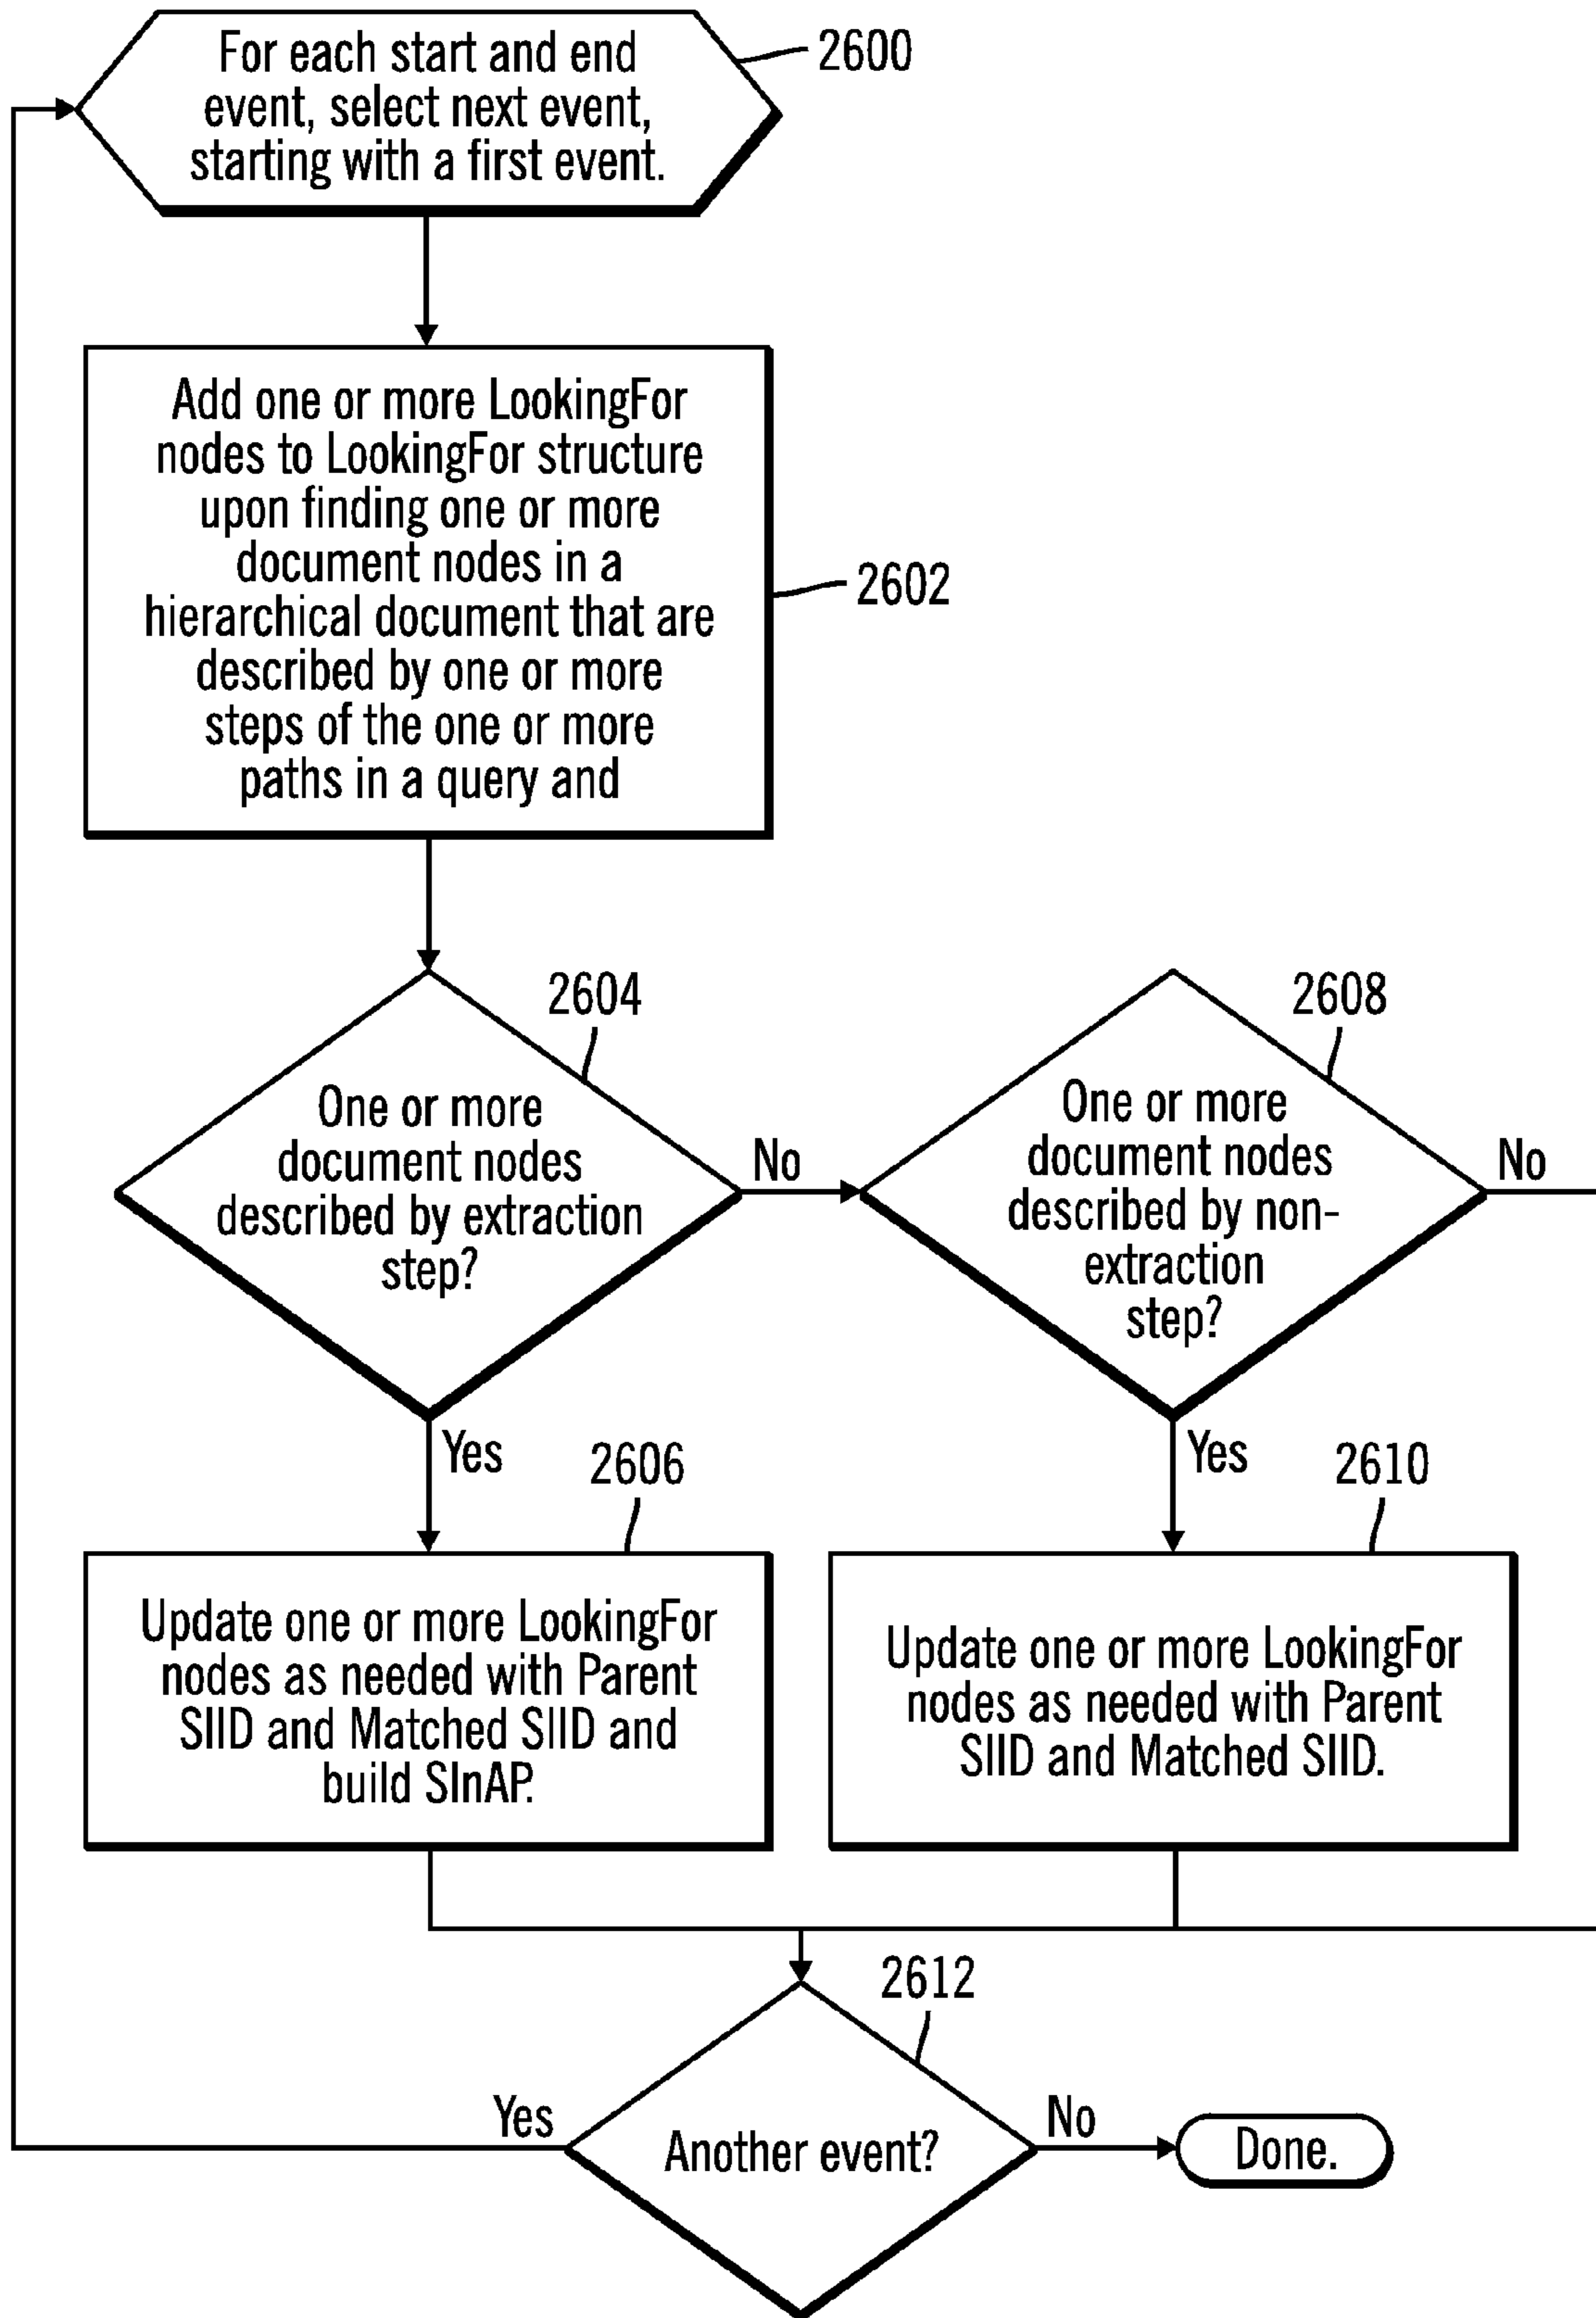 For each start and end
event, select next event,
starting with a first event.
2600
Add one or more LookingFor
nodes to LookingFor structure
upon finding one or more
document nodes in a
hierarchical document that are
described by one or more
steps of the one or more
paths in a query and
2602
2604
One or more
document nodes
described by extraction
step?
No
Yes
2608
One or more
document nodes
described by non-
extraction
step?
No
Yes
2606
Update one or more LookingFor
nodes as needed with Parent
SIID and Matched SIID and
build SInAP.
2610
Update one or more LookingFor
nodes as needed with Parent
SIID and Matched SIID.
2612
Another event?
Yes
No
Done.